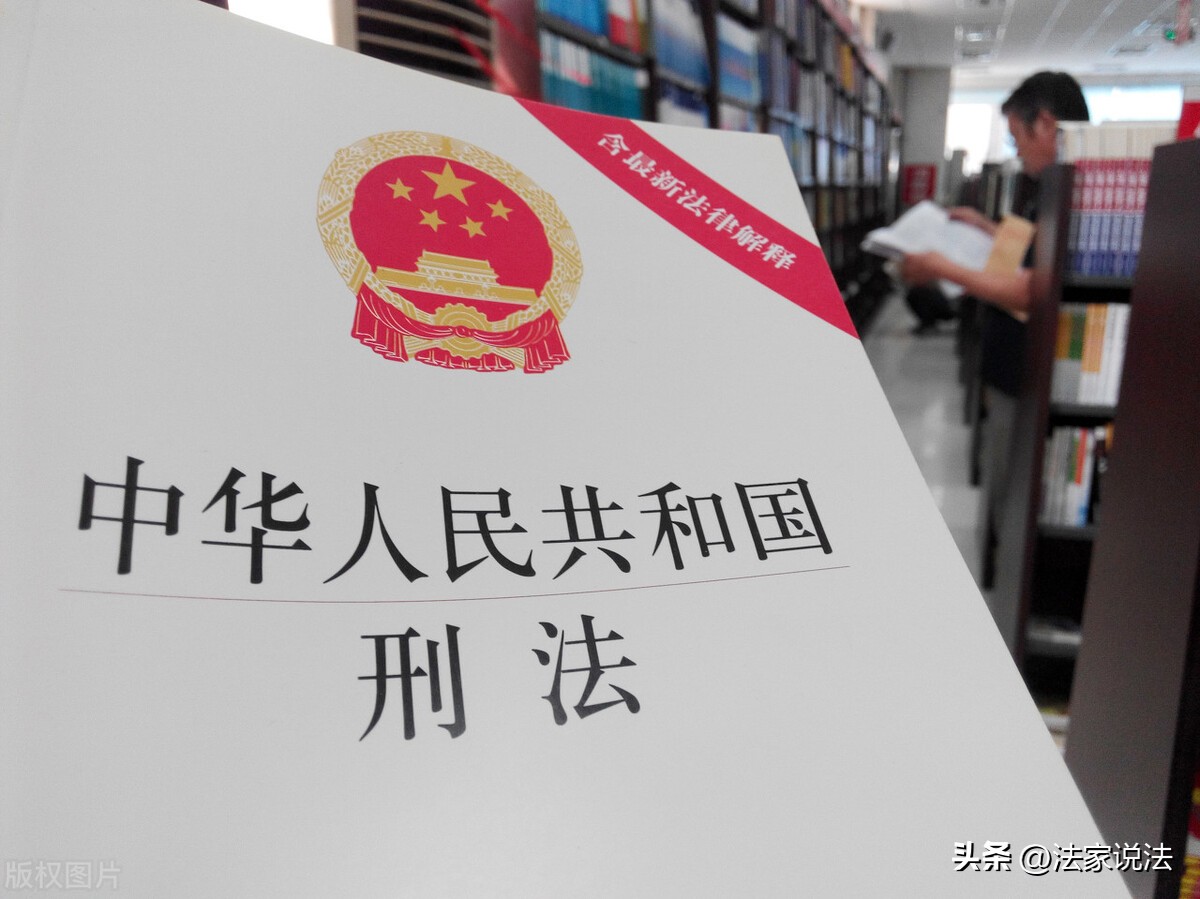 含最新法律解释
中华人民共和国
刑法
版权图片
头条 @法家说法